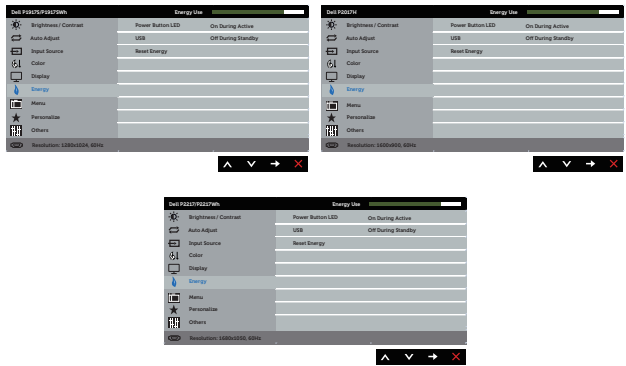 Dell P1917S/P1917SWh Energy Use
Brightness / Contrast Power Button LED On During Active
Auto Adjust USB Off During Standby
Input Source Reset Energy
Color
Display
Energy
Menu
Personalize
Others
Resolution: 1280x1024, 60Hz
Dell P2017H Energy Use
Brightness / Contrast Power Button LED On During Active
Auto Adjust USB Off During Standby
Input Source Reset Energy
Color
Display
Energy
Menu
Personalize
Others
Resolution: 1600x900, 60Hz
Dell P2217/P2217Wh Energy Use
Brightness / Contrast Power Button LED On During Active
Auto Adjust USB Off During Standby
Input Source Reset Energy
Color
Display
Energy
Menu
Personalize
Others
Resolution: 1680x1050, 60Hz